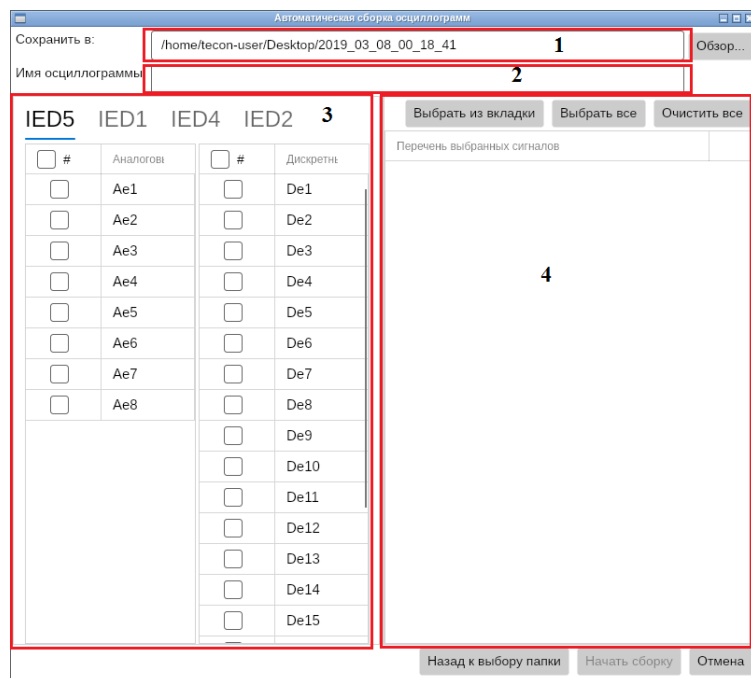 Автоматическая сборка осциллограмм
Сохранить в: /home/tecon-user/Desktop/2019_03_08_00_18_41 1 Обзор...
Имя осциллограммы 2
IED5 IED1 IED4 IED2 3
# Аналоговь # Дискретнь
Ae1 De1
Ae2 De2
Ae3 De3
Ae4 De4
Ae5 De5
Ae6 De6
Ae7 De7
Ae8 De8
De9
De10
De11
De12
De13
De14
De15
Выбрать из вкладки Выбрать все Очистить все
Перечень выбранных сигналов
4
Назад к выбору папки Начать сборку Отмена